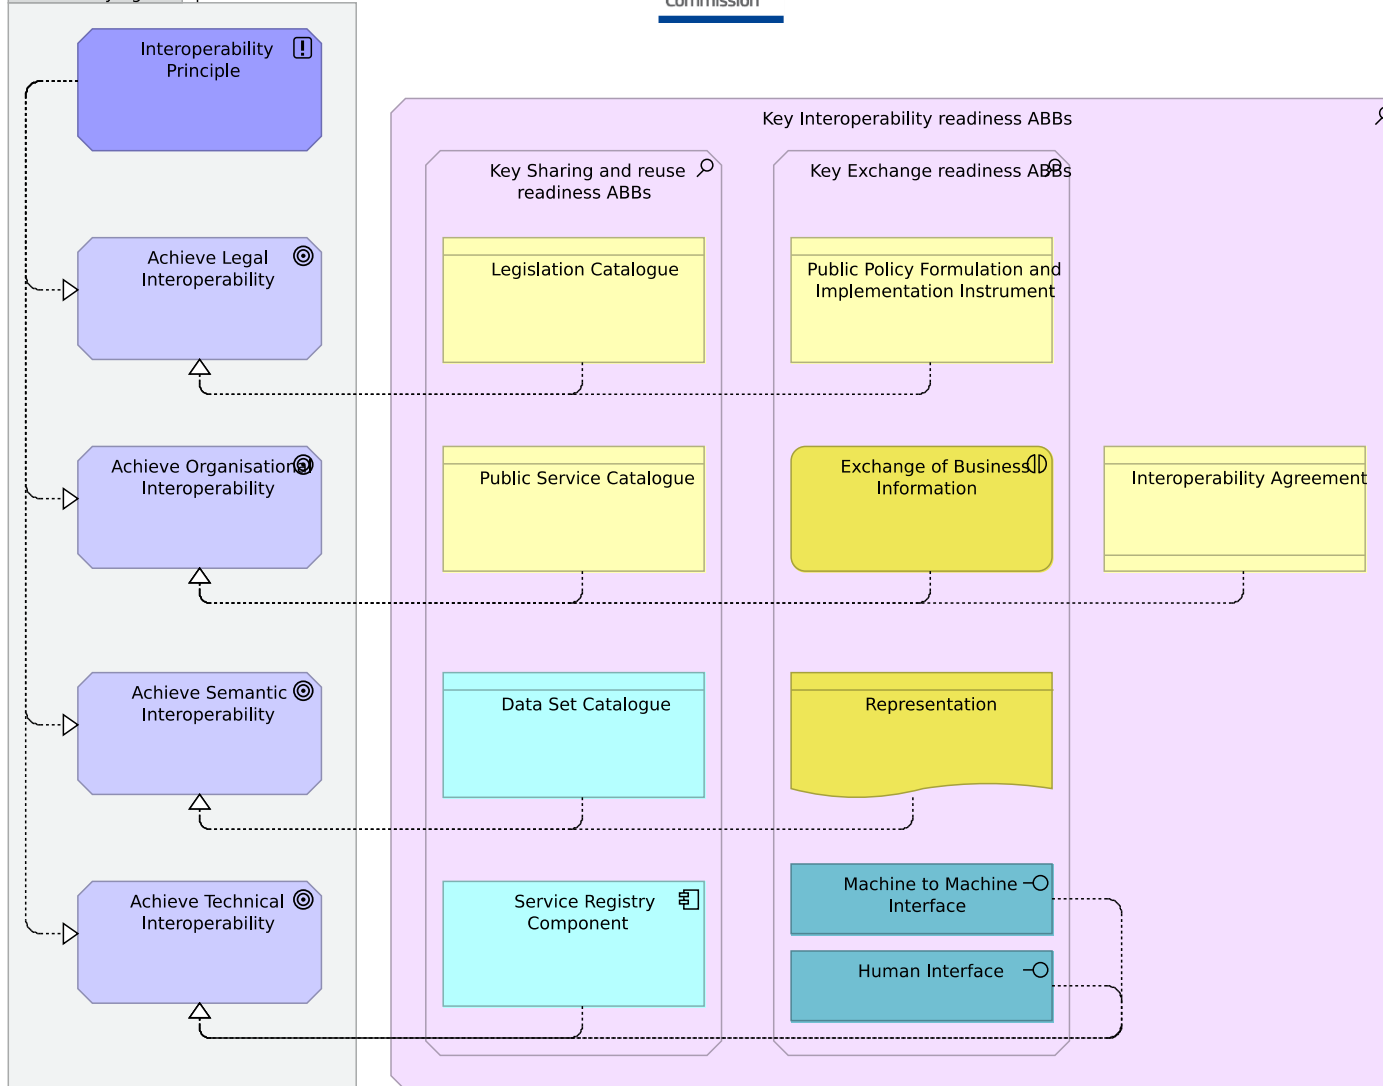 Commission
Interoperability
Principle
Key Interoperability readiness ABBs
Key Sharing and reuse
readiness ABBs
Key Exchange readiness ABBs
Achieve Legal
Interoperability
Legislation Catalogue
Public Policy Formulation and
Implementation Instrument
Achieve Organisational
Interoperability
Public Service Catalogue
Exchange of Business
Information
Interoperability Agreement
Achieve Semantic
Interoperability
Data Set Catalogue
Representation
Achieve Technical
Interoperability
Service Registry
Component
Machine to Machine
Interface
Human Interface